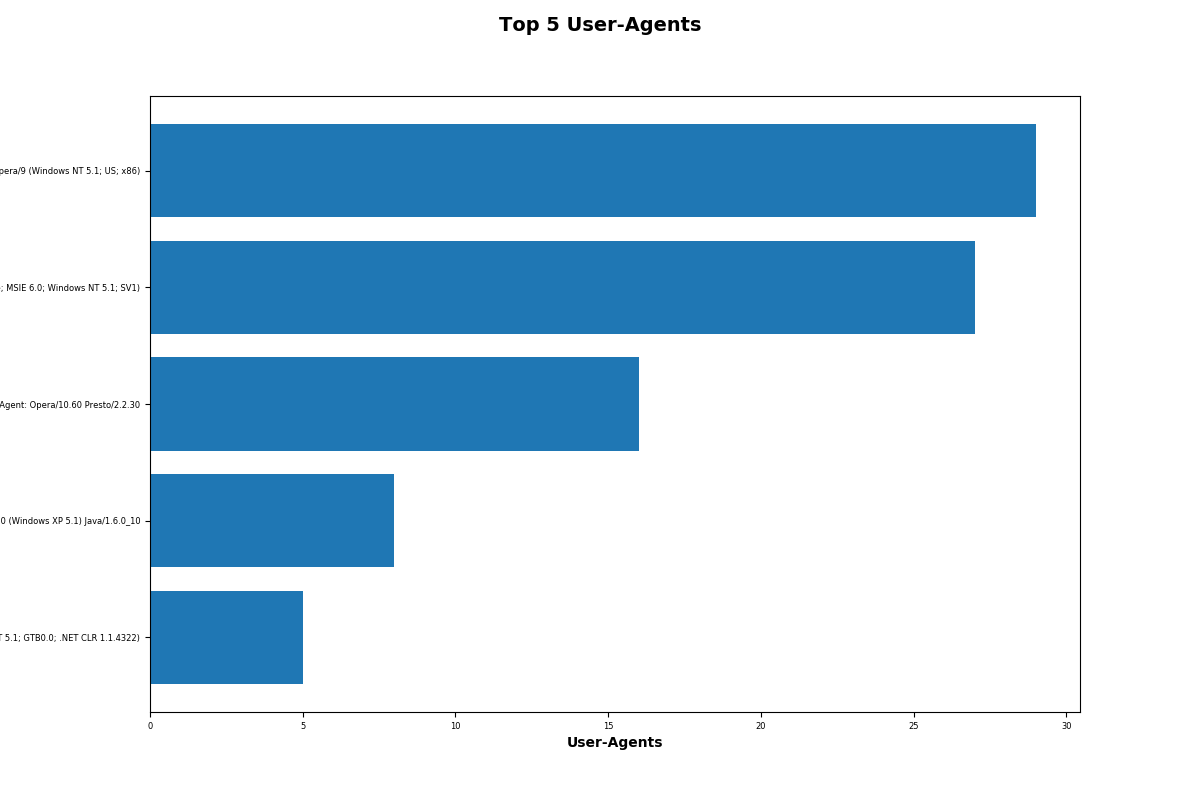 Top 5 User-Agents
pera/9 (Windows NT 5.1; US; x86)
; MSIE 6.0; Windows NT 5.1; SV1)
Agent: Opera/10.60 Presto/2.2.30
0 (Windows XP 5.1) Java/1.6.0_10
T 5.1; GTB0.0; .NET CLR 1.1.4322)
0 5 10 15 20 25 30
User-Agents